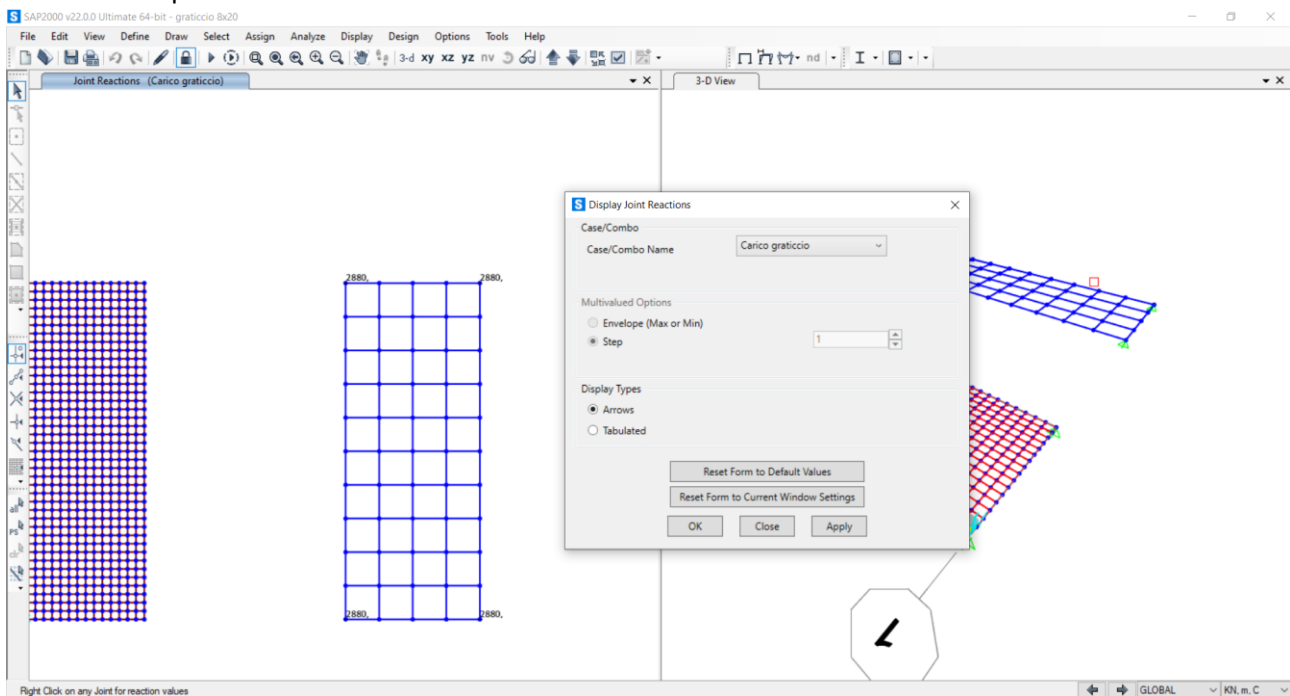 SAP2000 v22.0.0 Ultimate 64-bit - graticcio 8x20
File Edit View Define Draw Select Assign Analyze Display Design Options Tools Help
3-d xy xz yz nv nd
Joint Reactions (Carico graticcio)
3-D View
Display Joint Reactions
Case/Combo
Case/Combo Name Carico graticcio
Multivalued Options
Envelope (Max or Min)
Step 1
Display Types
Arrows
Tabulated
Reset Form to Default Values
Reset Form to Current Window Settings
OK Close Apply
2880, 2880,
2880, 2880,
all
PS
clr
Right Click on any Joint for reaction values
GLOBAL KN, m, C